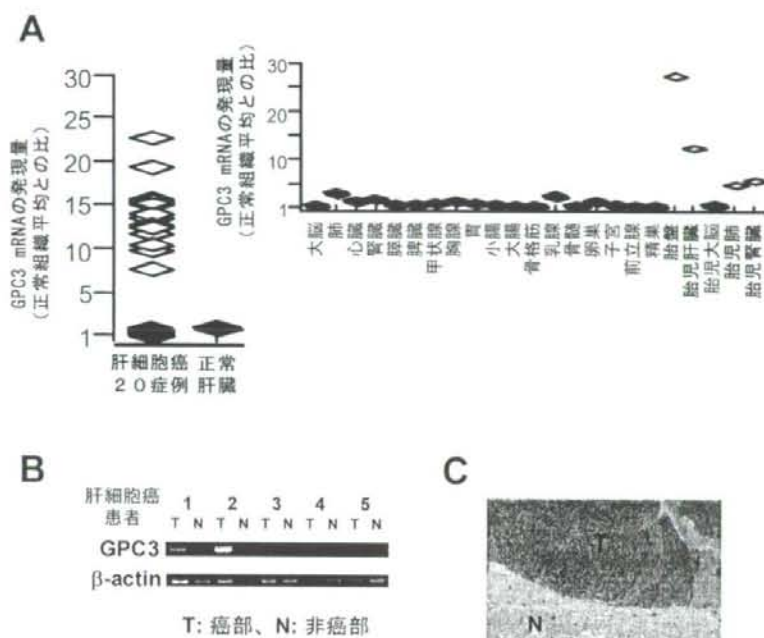 A
GPC3 mRNAの発現量
(正常組織平均との比)
30
25
20
15
10
5
1
肝細胞癌
20症例
正常
肝臓
GPC3 mRNAの発現量
(正常組織平均との比)
30
20
10
1
大脳
肺
心臓
腎臓
膵臓
脾臓
甲状腺
胸腺
胃
小腸
大腸
骨格筋
乳腺
骨髄
卵巣
子宮
前立腺
精巣
胎盤
胎児肝臓
胎児大脳
胎児肺
胎児腎臓
B
肝細胞癌
患者
1 2 3 4 5
T N T N T N T N T N
GPC3
β-actin
T: 癌部、N: 非癌部
C
T
N